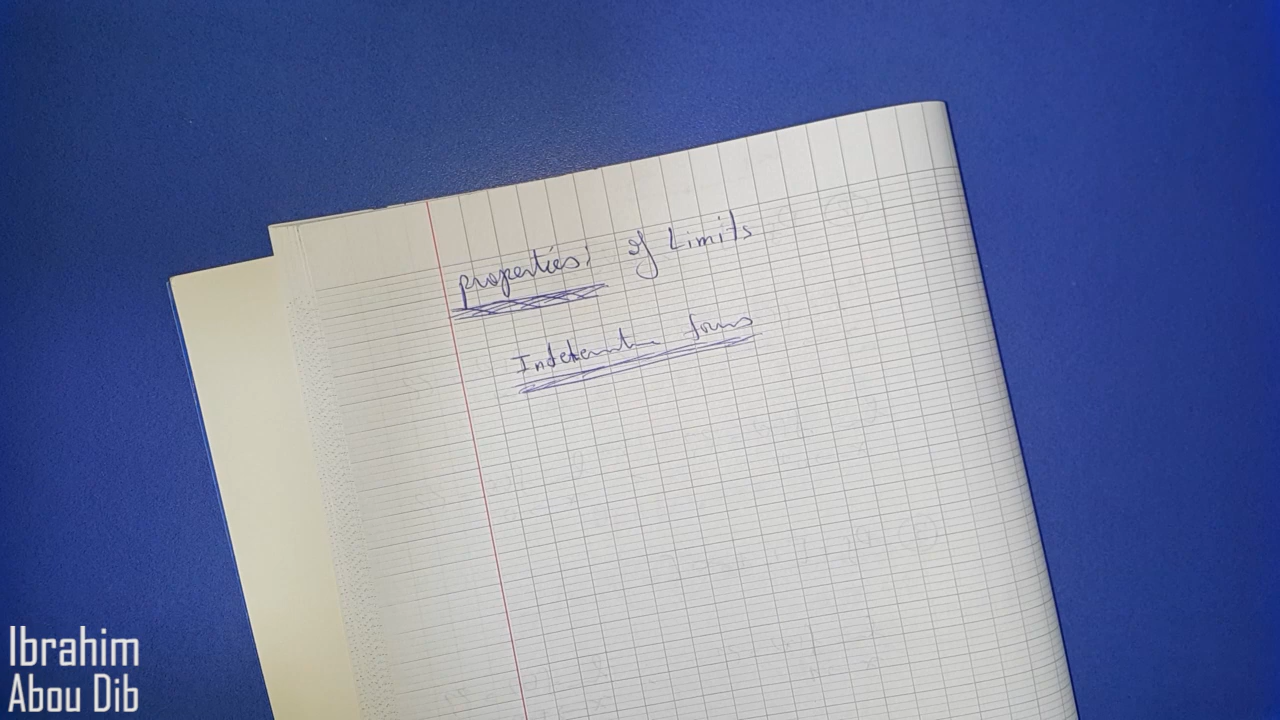 properties: of Limits
Indeterminate forms
Ibrahim
Abou Dib